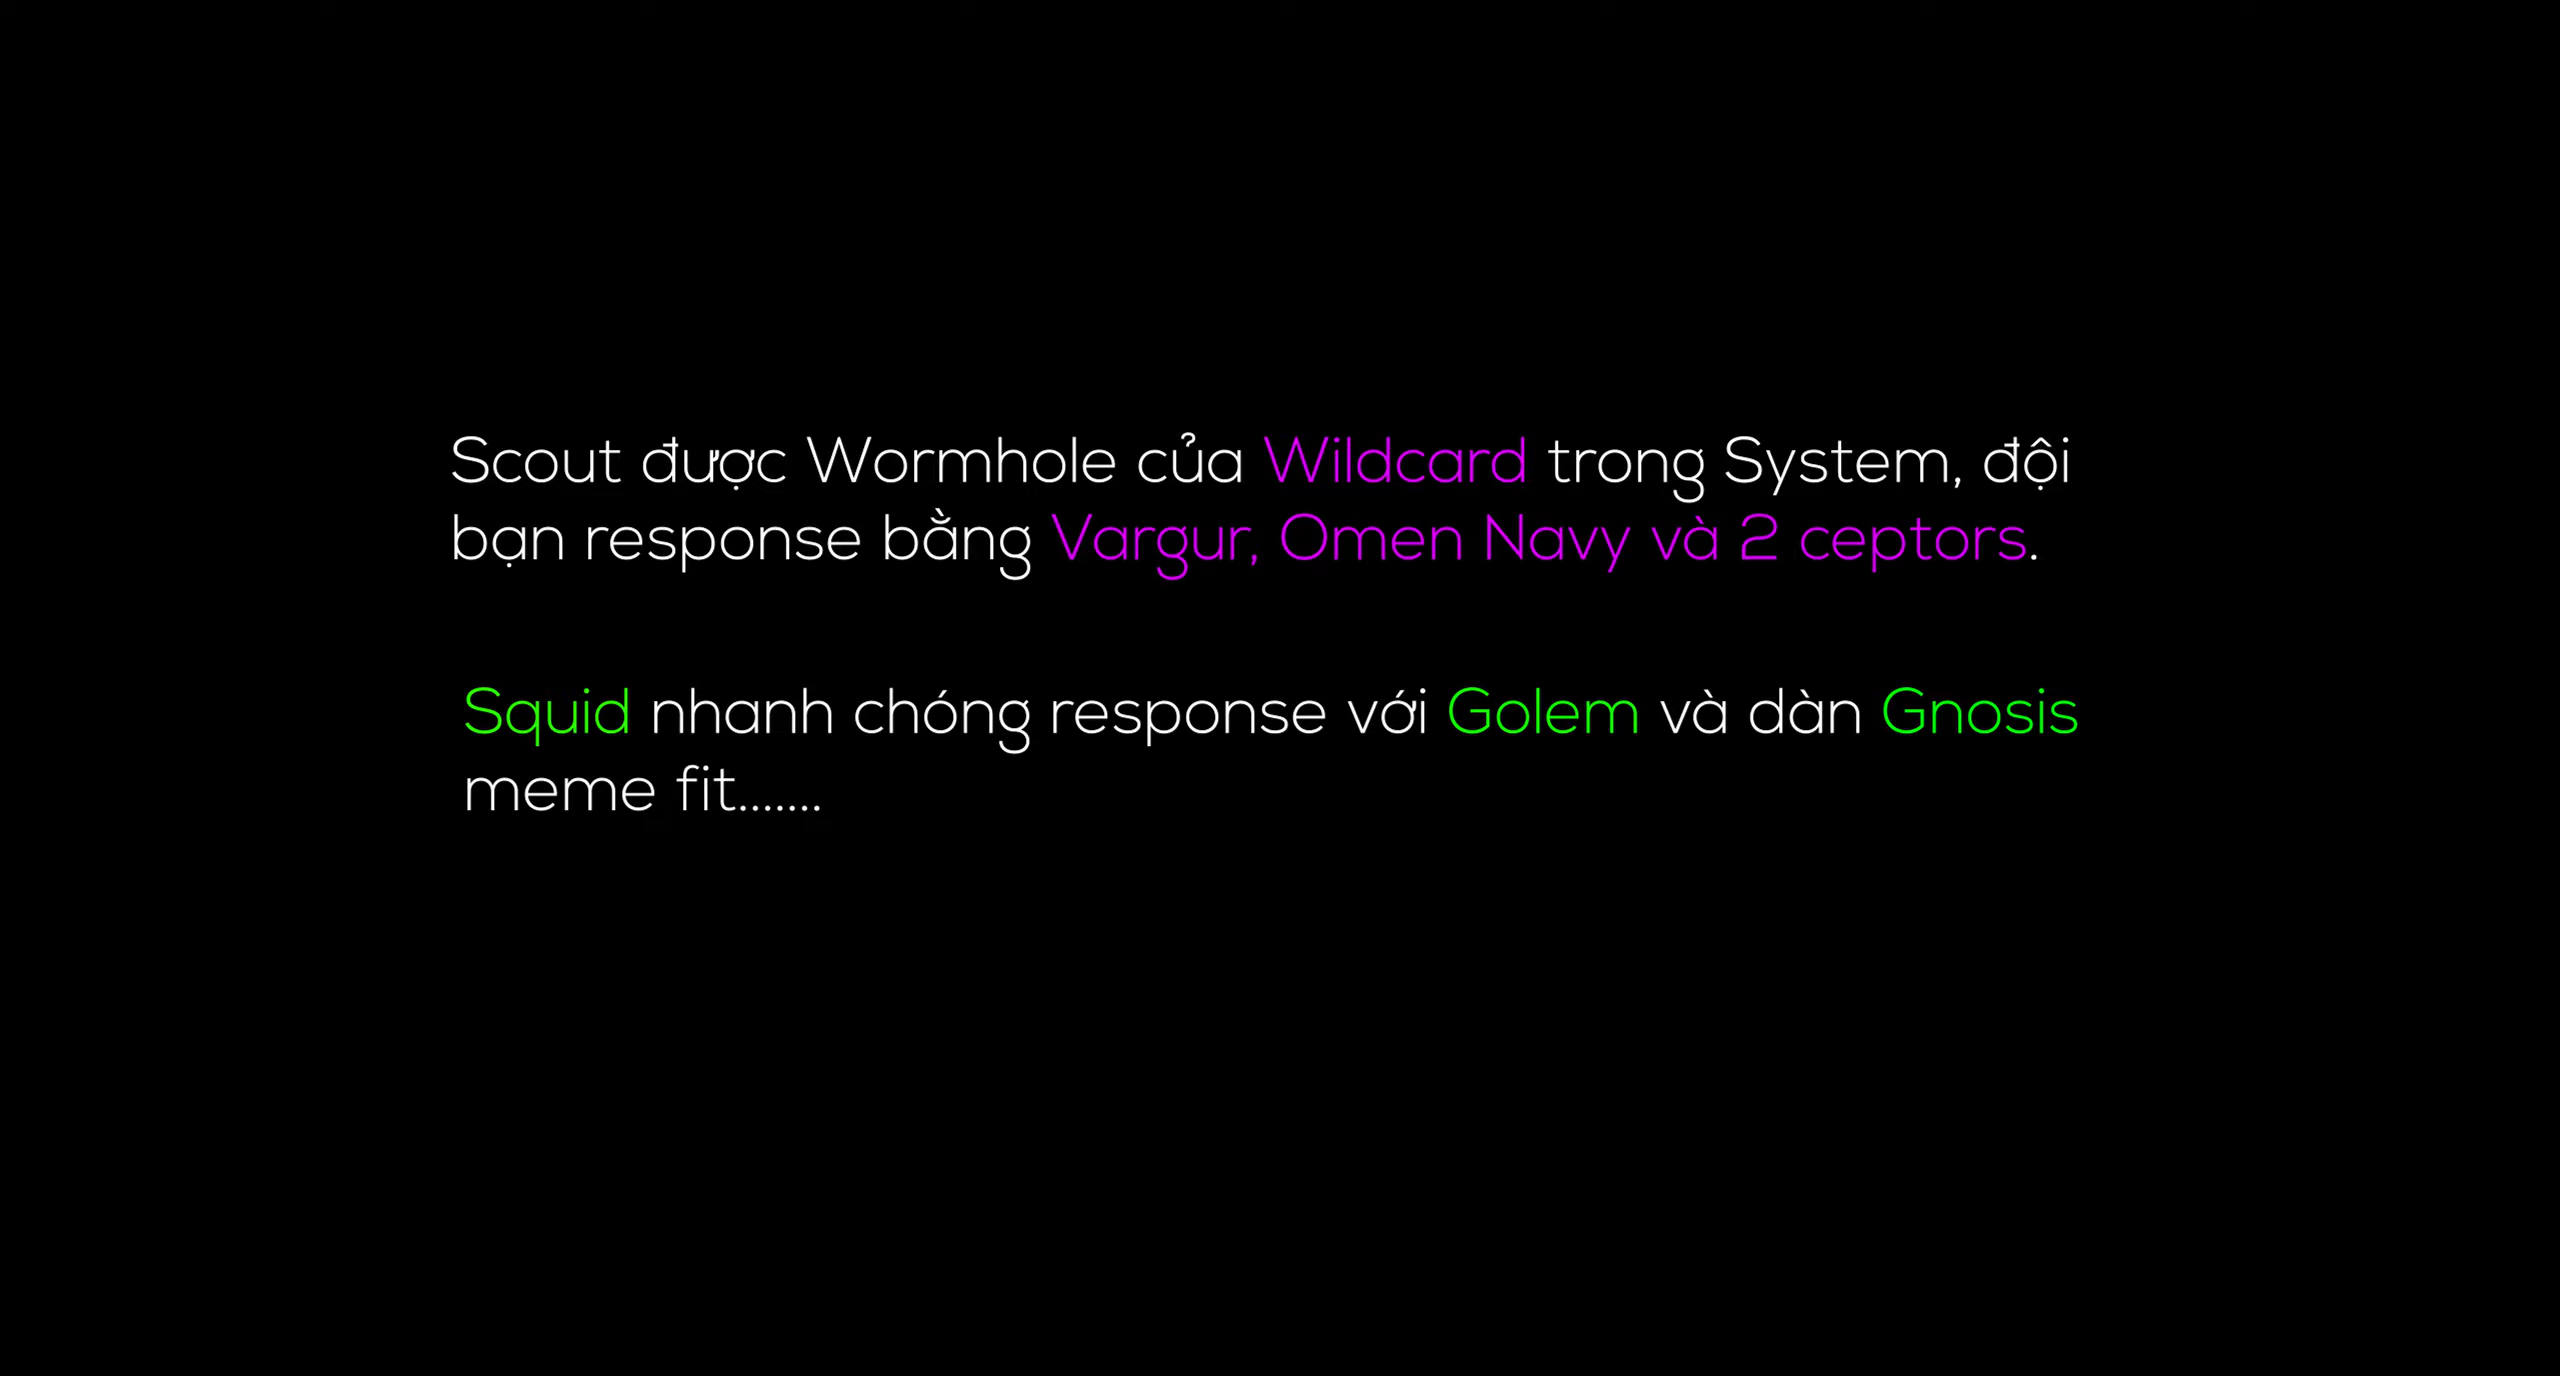 Scout được Wormhole của Wildcard trong System, đội
bạn response bằng Vargur, Omen Navy và 2 ceptors.
Squid nhanh chóng response với Golem và dàn Gnosis
meme fit.......